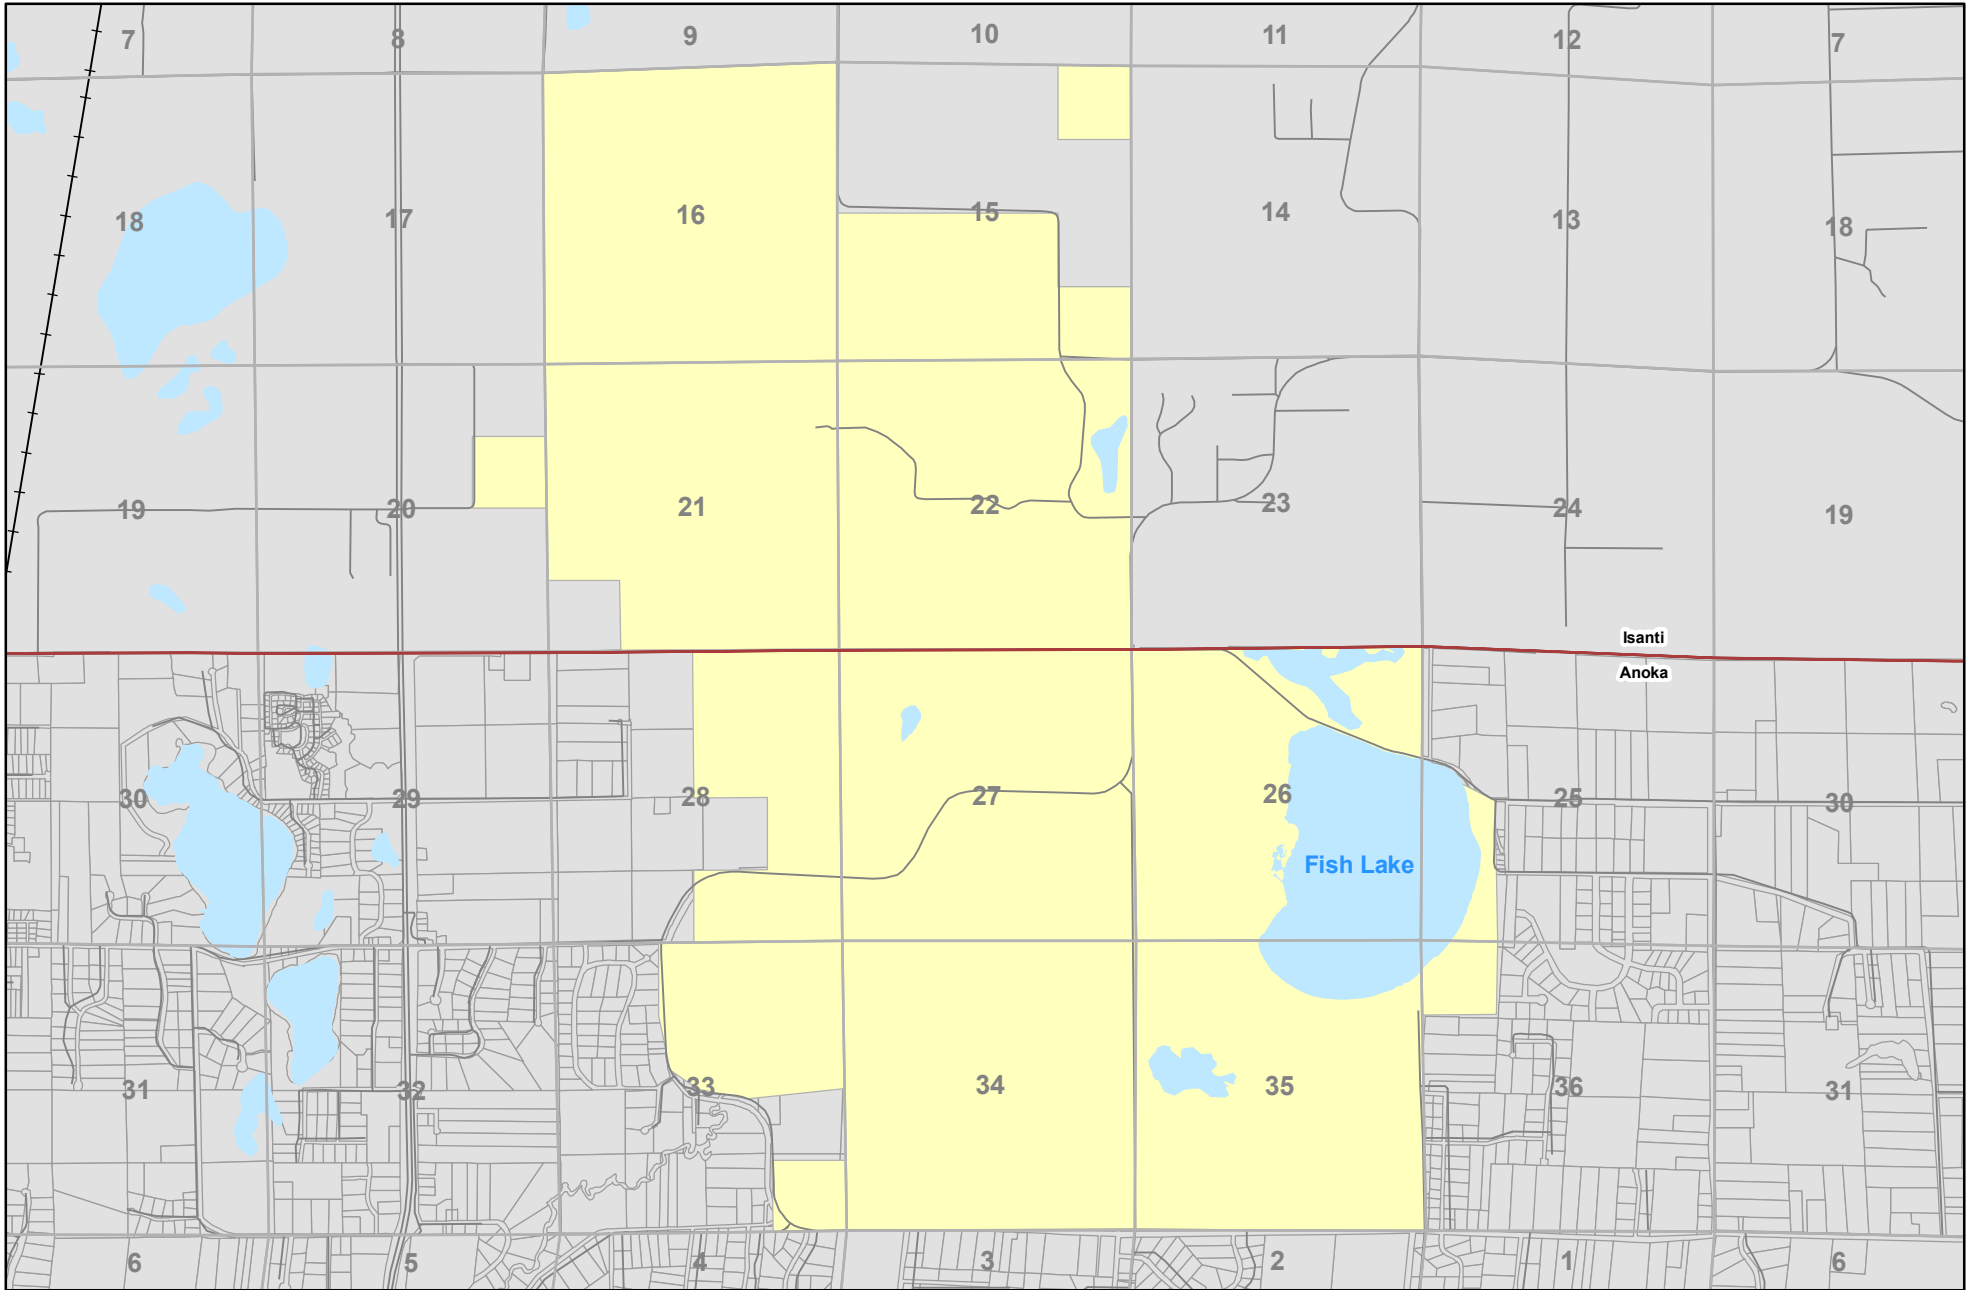 7 8 9 10 11 12 7
18 17 16 15 14 13 18
19 20 21 22 23 24 19
Isanti
Anoka
30 29 28 27 26 25 30
Fish Lake
31 32 33 34 35 36 31
6 5 4 3 2 1 6